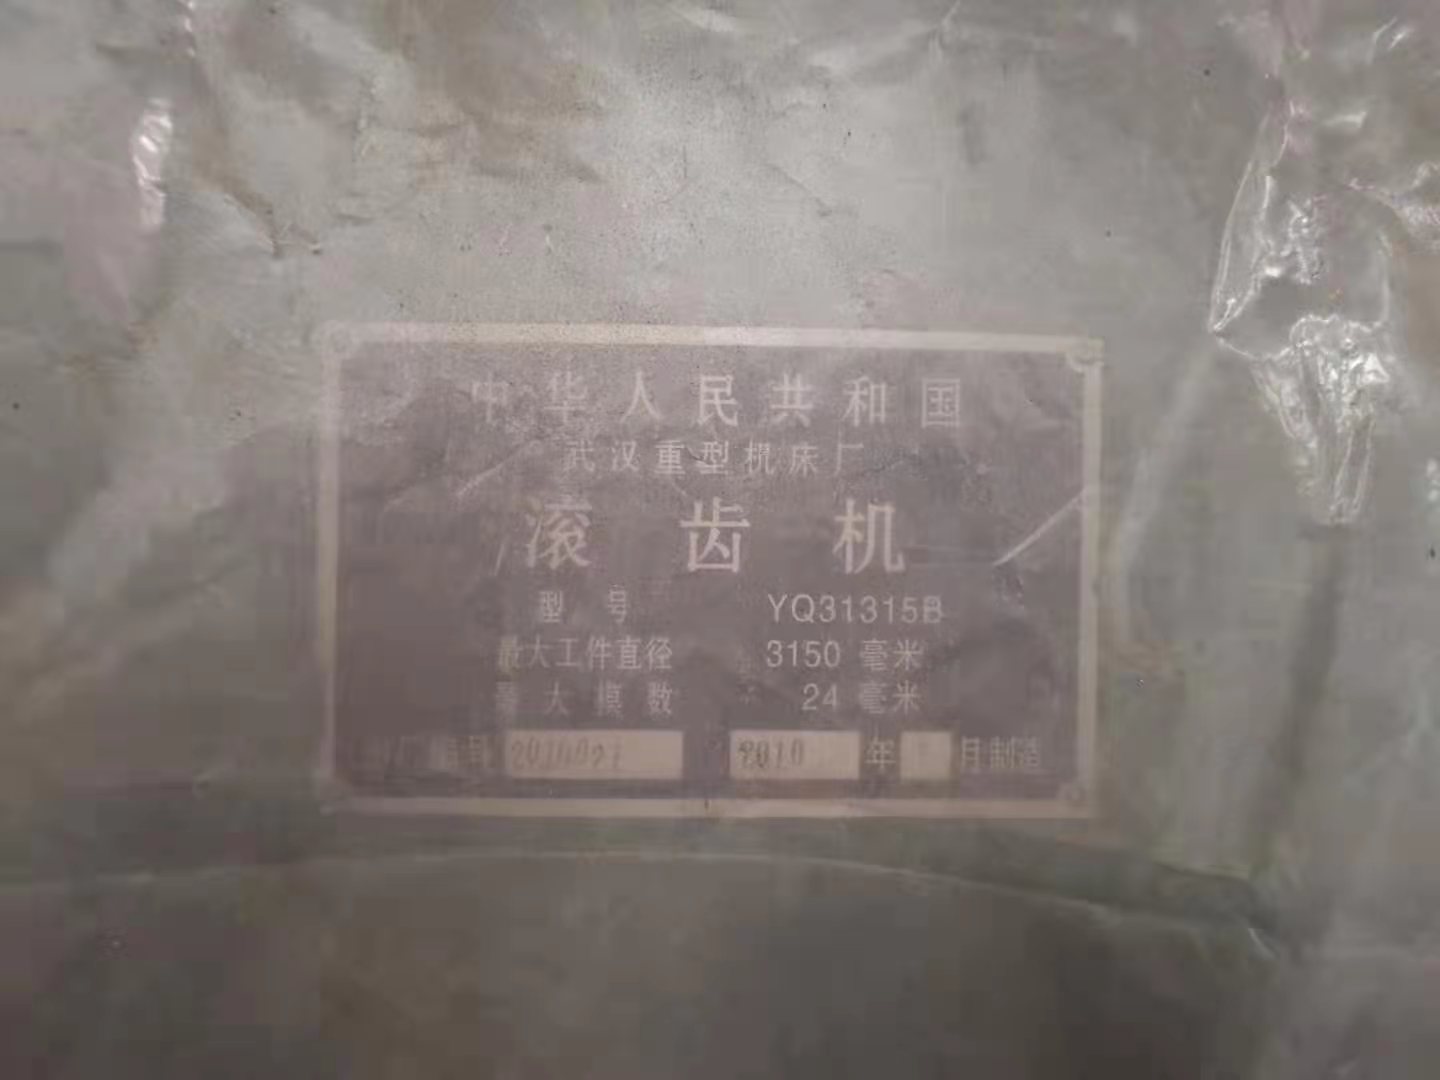 中华人民共和国
武汉重型机床厂
滚齿机
型号 YQ31315B
最大工件直径 3150 毫米
最大模数 24 毫米
编号 2010 年 月制造